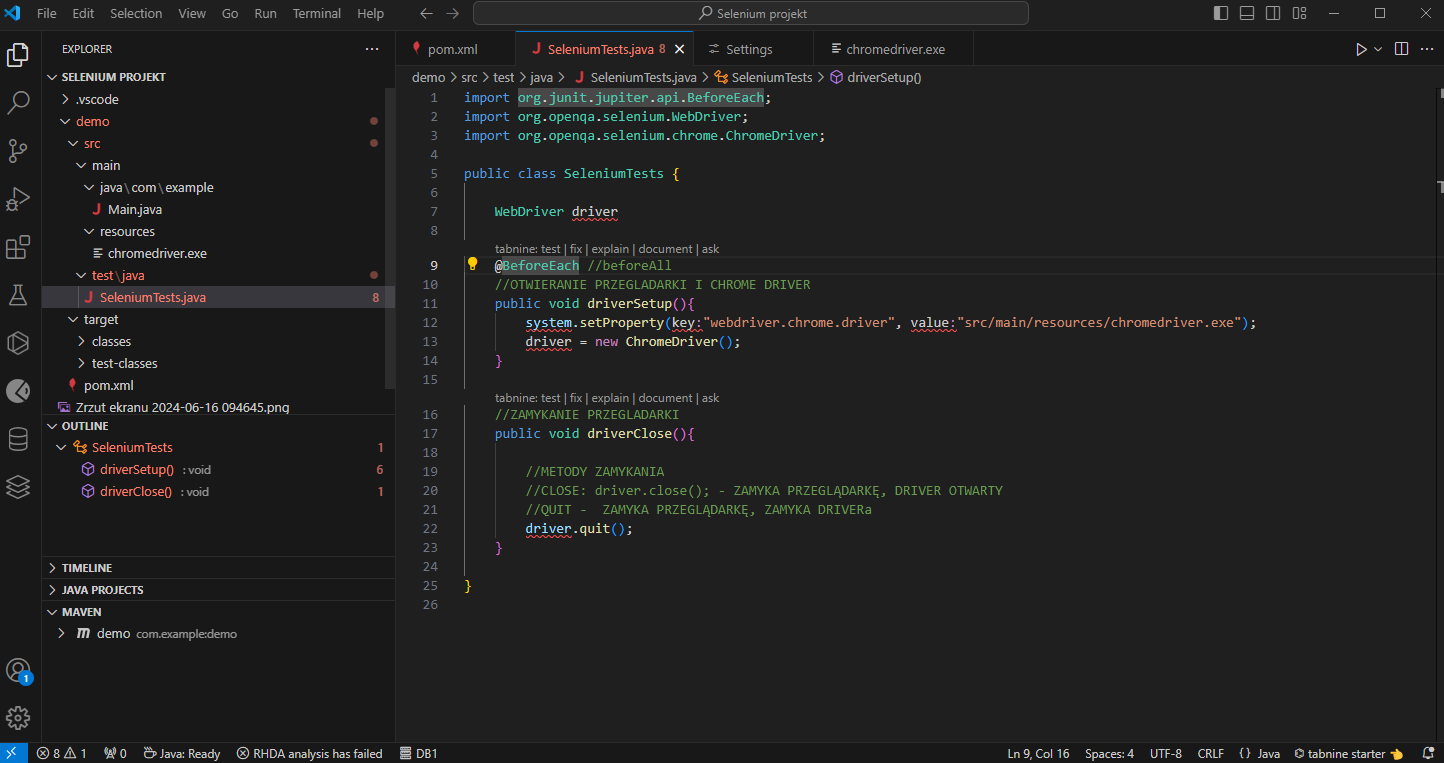 File Edit Selection View Go Run Terminal Help
Selenium projekt
EXPLORER
SELENIUM PROJEKT
.vscode
demo
src
main
java\com\example
Main.java
resources
chromedriver.exe
test\java
SeleniumTests.java 8
target
classes
test-classes
pom.xml
Zrzut ekranu 2024-06-16 094645.png
OUTLINE
SeleniumTests 1
driverSetup() : void 6
driverClose() : void 1
TIMELINE
JAVA PROJECTS
MAVEN
demo com.example:demo
1
pom.xml
SeleniumTests.java 8
Settings
chromedriver.exe
demo > src > test > java > SeleniumTests.java > SeleniumTests > driverSetup()
1 import org.junit.jupiter.api.BeforeEach;
2 import org.openqa.selenium.WebDriver;
3 import org.openqa.selenium.chrome.ChromeDriver;
4
5 public class SeleniumTests {
6
7 WebDriver driver
8
tabnine: test | fix | explain | document | ask
9 @BeforeEach //beforeAll
10 //OTWIERANIE PRZEGLADARKI I CHROME DRIVER
11 public void driverSetup(){
12 system.setProperty(key:"webdriver.chrome.driver", value:"src/main/resources/chromedriver.exe");
13 driver = new ChromeDriver();
14 }
15
tabnine: test | fix | explain | document | ask
16 //ZAMYKANIE PRZEGLADARKI
17 public void driverClose(){
18
19 //METODY ZAMYKANIA
20 //CLOSE: driver.close(); - ZAMYKA PRZEGLĄDARKĘ, DRIVER OTWARTY
21 //QUIT - ZAMYKA PRZEGLĄDARKĘ, ZAMYKA DRIVERa
22 driver.quit();
23 }
24
25 }
26
8 1 0 Java: Ready RHDA analysis has failed DB1 Ln 9, Col 16 Spaces: 4 UTF-8 CRLF {} Java tabnine starter